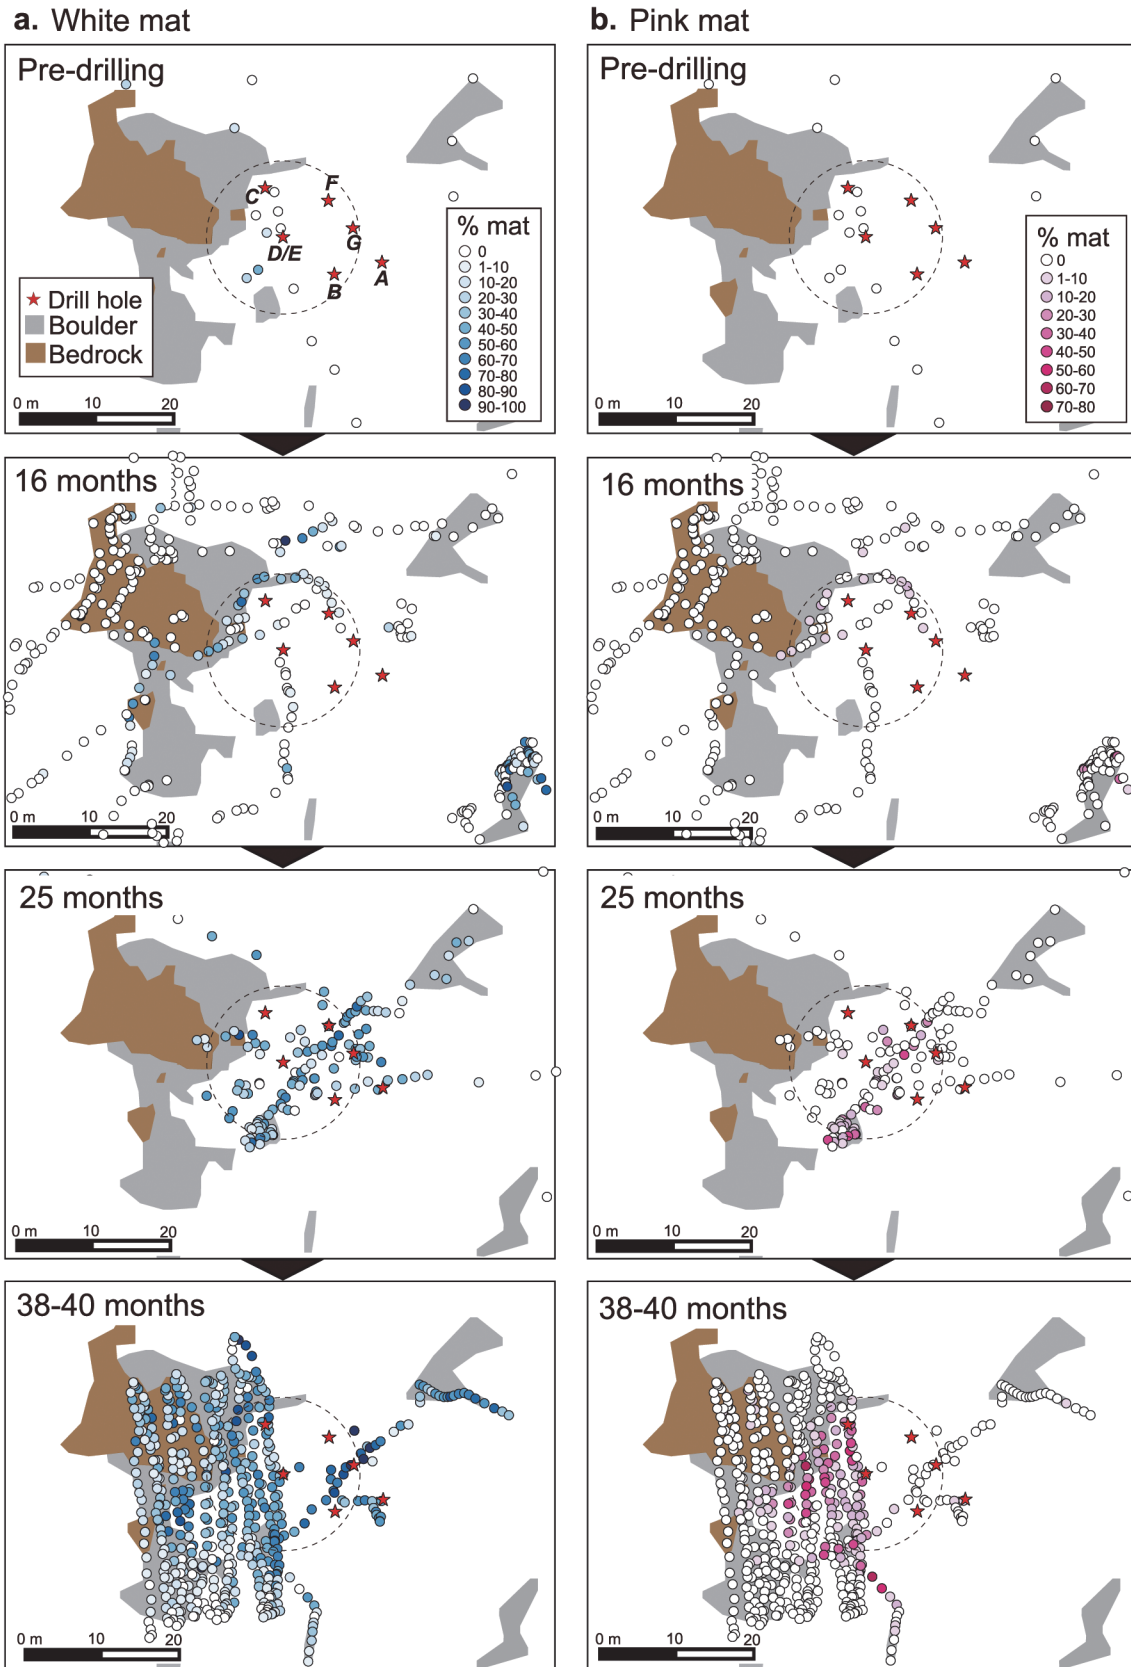 a. White mat
b. Pink mat
Pre-drilling
C
F
D/E
G
A
B
Drill hole
Boulder
Bedrock
% mat
0
1-10
10-20
20-30
30-40
40-50
50-60
60-70
70-80
80-90
90-100
0 m 10 20
Pre-drilling
% mat
0
1-10
10-20
20-30
30-40
40-50
50-60
60-70
70-80
0 m 10 20
16 months
0 m 10 20
16 months
0 m 10 20
25 months
0 m 10 20
25 months
0 m 10 20
38-40 months
0 m 10 20
38-40 months
0 m 10 20